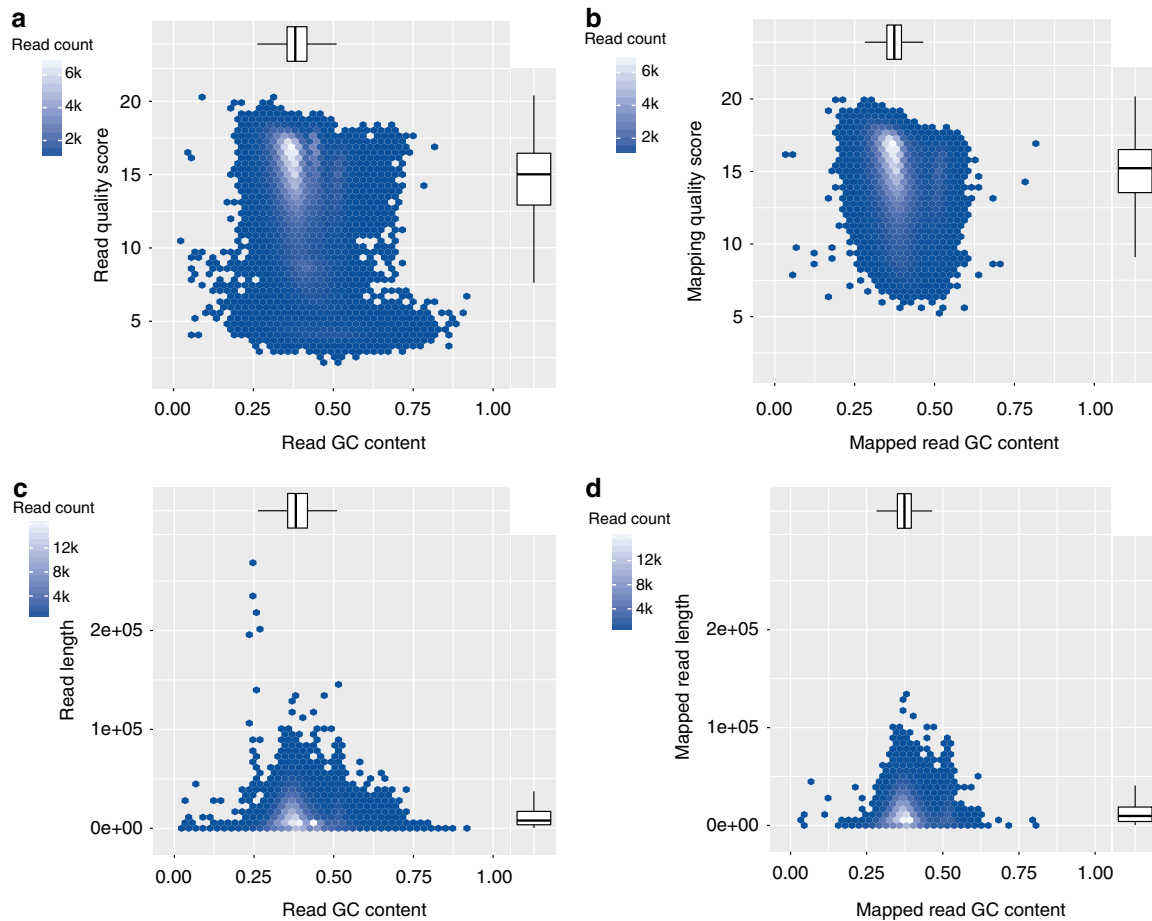 a
Read count
6k
4k
2k
Read quality score
20
15
10
5
0.00 0.25 0.50 0.75 1.00
Read GC content
b
Read count
6k
4k
2k
Mapping quality score
20
15
10
5
0.00 0.25 0.50 0.75 1.00
Mapped read GC content
c
Read count
12k
8k
4k
Read length
2e+05
1e+05
0e+00
0.00 0.25 0.50 0.75 1.00
Read GC content
d
Read count
12k
8k
4k
Mapped read length
2e+05
1e+05
0e+00
0.00 0.25 0.50 0.75 1.00
Mapped read GC content